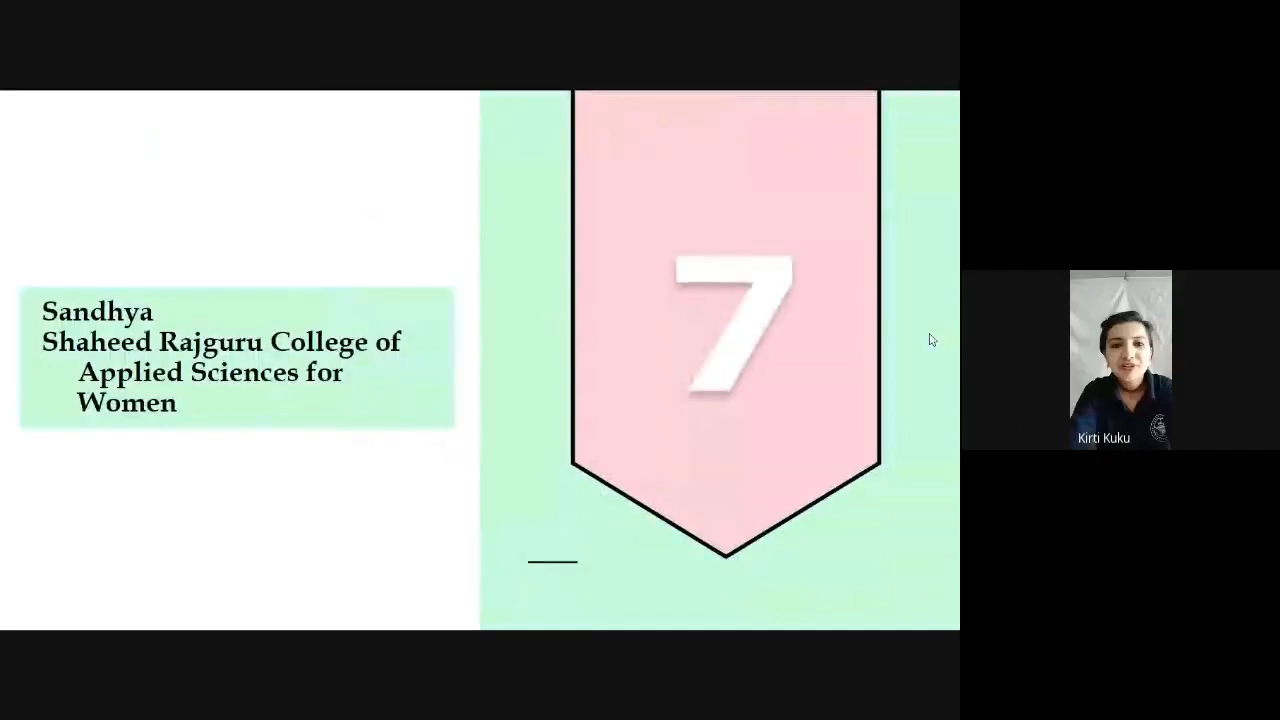 Sandhya
Shaheed Rajguru College of
Applied Sciences for
Women
7
Kirti Kuku